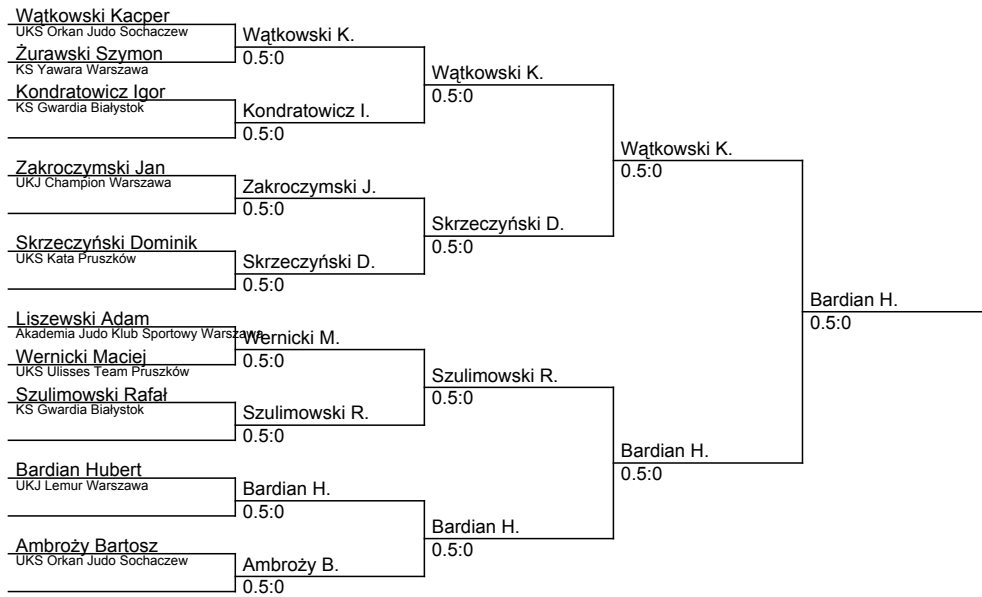 Wątkowski Kacper
UKS Orkan Judo Sochaczew
Żurawski Szymon
KS Yawara Warszawa
Kondratowicz Igor
KS Gwardia Białystok
Zakroczymski Jan
UKJ Champion Warszawa
Skrzeczyński Dominik
UKS Kata Pruszków
Liszewski Adam
Akademia Judo Klub Sportowy Warszawa
Wernicki Maciej
UKS Ulisses Team Pruszków
Szulimowski Rafał
KS Gwardia Białystok
Bardian Hubert
UKJ Lemur Warszawa
Ambroży Bartosz
UKS Orkan Judo Sochaczew
Wątkowski K.
0.5:0
Kondratowicz I.
0.5:0
Zakroczymski J.
0.5:0
Skrzeczyński D.
0.5:0
Wernicki M.
0.5:0
Szulimowski R.
0.5:0
Bardian H.
0.5:0
Ambroży B.
0.5:0
Wątkowski K.
0.5:0
Skrzeczyński D.
0.5:0
Szulimowski R.
0.5:0
Bardian H.
0.5:0
Wątkowski K.
0.5:0
Bardian H.
0.5:0
Bardian H.
0.5:0